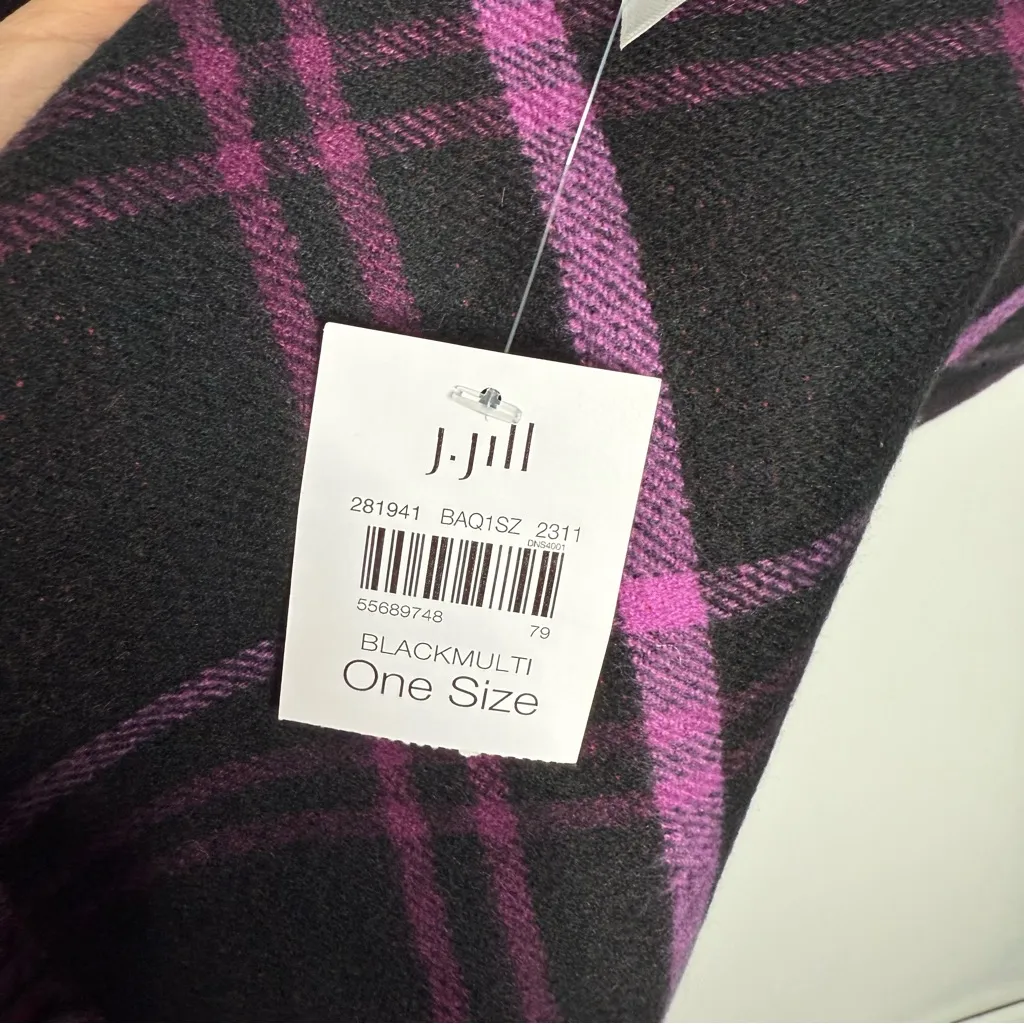 J.Jill
281941 BAQ1SZ 2311
DNS4001
55689748 79
BLACKMULTI
One Size